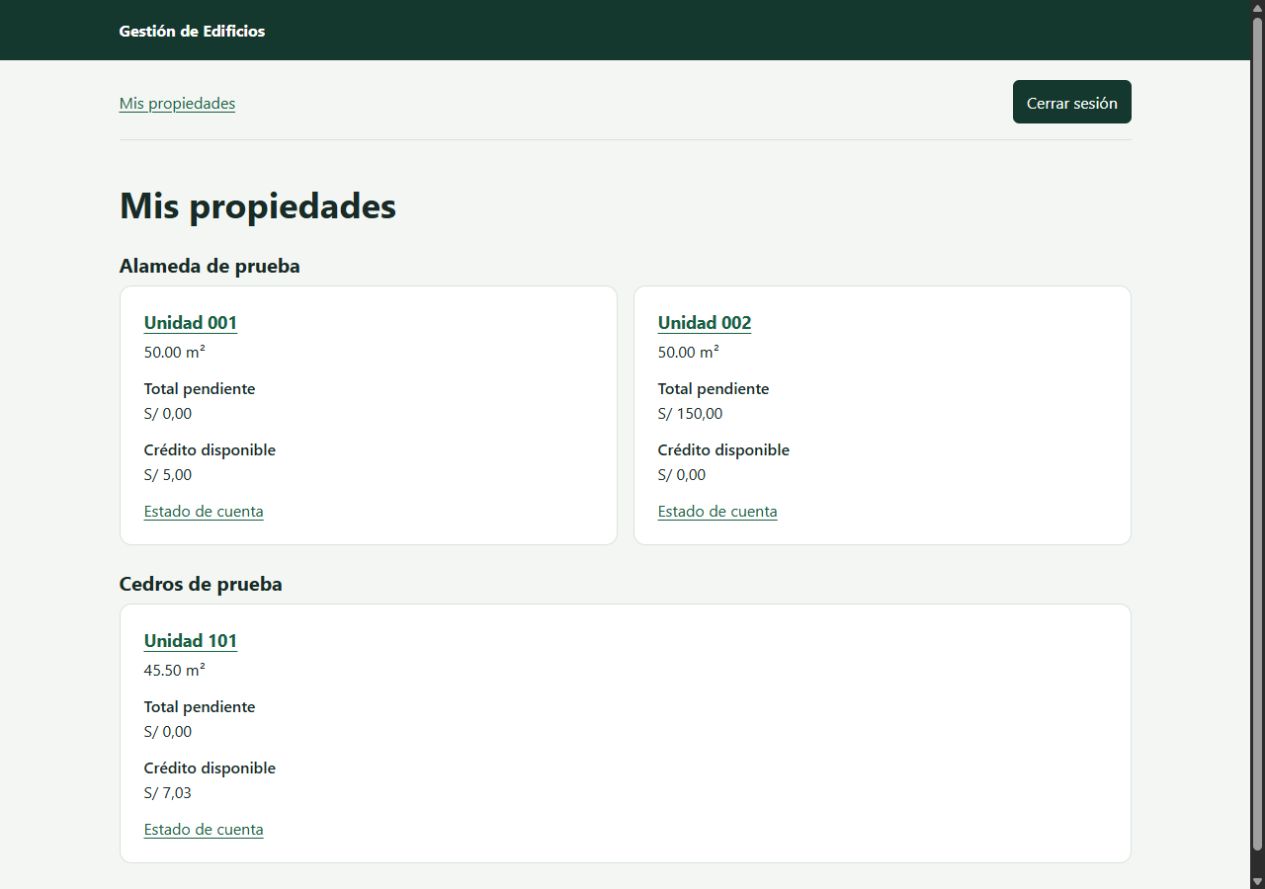 Gestión de Edificios
Mis propiedades
Cerrar sesión
Mis propiedades
Alameda de prueba
Unidad 001
50.00 m²
Total pendiente
S/ 0,00
Crédito disponible
S/ 5,00
Estado de cuenta
Unidad 002
50.00 m²
Total pendiente
S/ 150,00
Crédito disponible
S/ 0,00
Estado de cuenta
Cedros de prueba
Unidad 101
45.50 m²
Total pendiente
S/ 0,00
Crédito disponible
S/ 7,03
Estado de cuenta